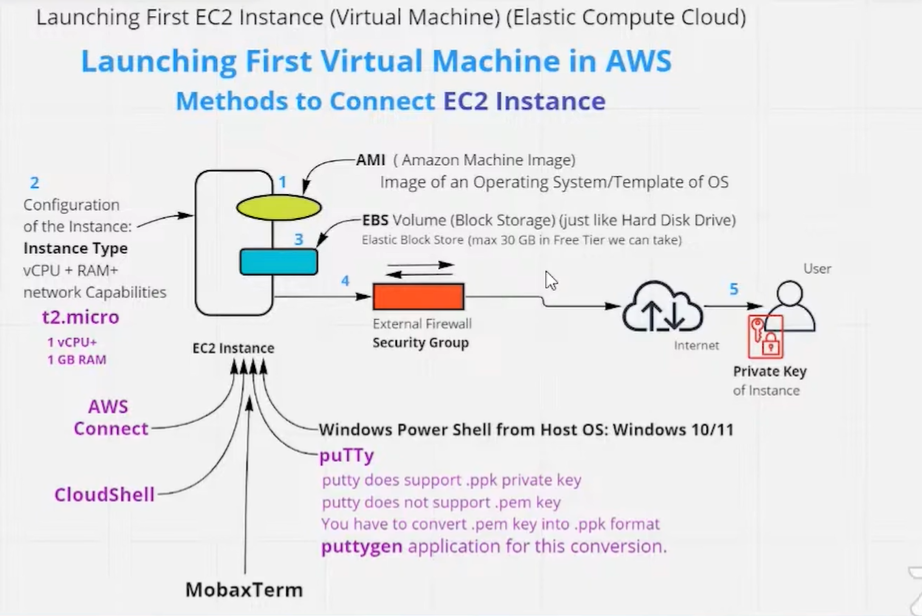 Launching First EC2 Instance (Virtual Machine) (Elastic Compute Cloud)
Launching First Virtual Machine in AWS
Methods to Connect EC2 Instance
1
AMI ( Amazon Machine Image)
Image of an Operating System/Template of OS
2
Configuration
of the Instance:
Instance Type
vCPU + RAM+
network Capabilities
t2.micro
1 vCPU+
1 GB RAM
3
EBS Volume (Block Storage) (just like Hard Disk Drive)
Elastic Block Store (max 30 GB in Free Tier we can take)
4
External Firewall
Security Group
Internet
5
User
Private Key
of Instance
EC2 Instance
AWS
Connect
CloudShell
MobaxTerm
Windows Power Shell from Host OS: Windows 10/11
puTTy
putty does support .ppk private key
putty does not support .pem key
You have to convert .pem key into .ppk format
puttygen application for this conversion.